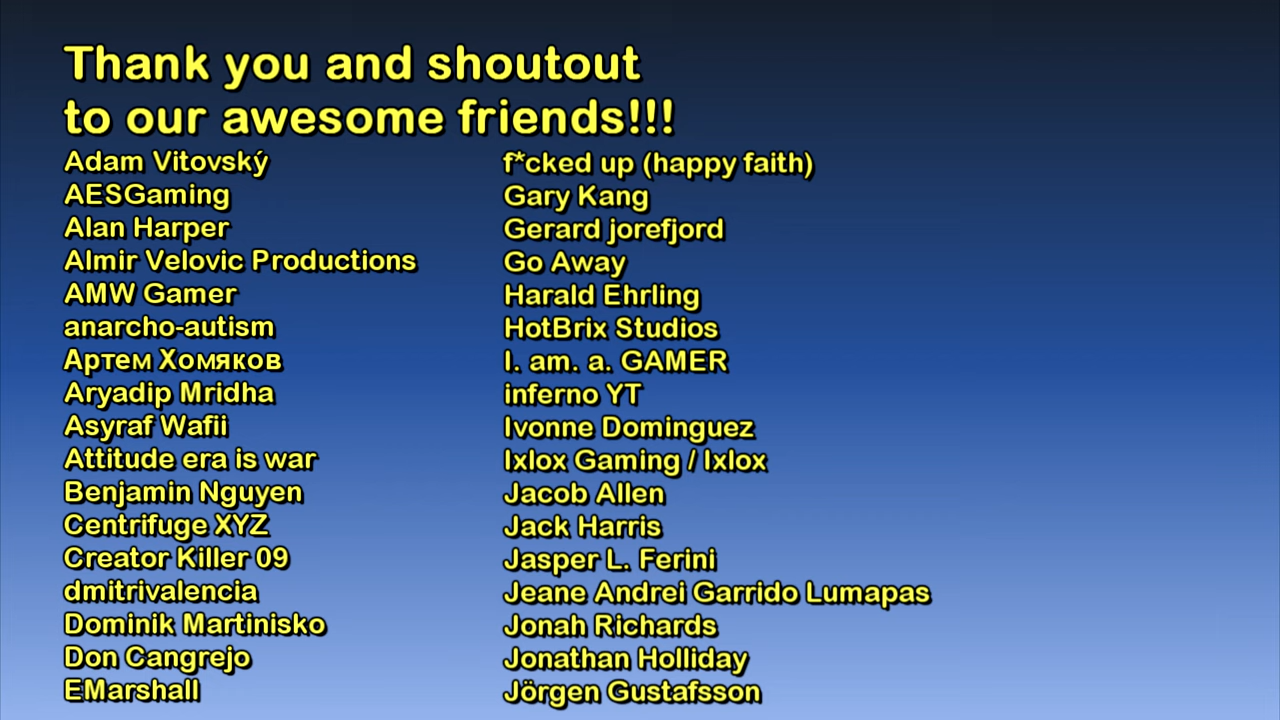 Thank you and shoutout
to our awesome friends!!!
Adam Vitovský
AESGaming
Alan Harper
Almir Velovic Productions
AMW Gamer
anarcho-autism
Артем Хомяков
Aryadip Mridha
Asyraf Wafii
Attitude era is war
Benjamin Nguyen
Centrifuge XYZ
Creator Killer 09
dmitrivalencia
Dominik Martinisko
Don Cangrejo
EMarshall
f*cked up (happy faith)
Gary Kang
Gerard jorefjord
Go Away
Harald Ehrling
HotBrix Studios
I. am. a. GAMER
inferno YT
Ivonne Dominguez
Ixlox Gaming / Ixlox
Jacob Allen
Jack Harris
Jasper L. Ferini
Jeane Andrei Garrido Lumapas
Jonah Richards
Jonathan Holliday
Jörgen Gustafsson